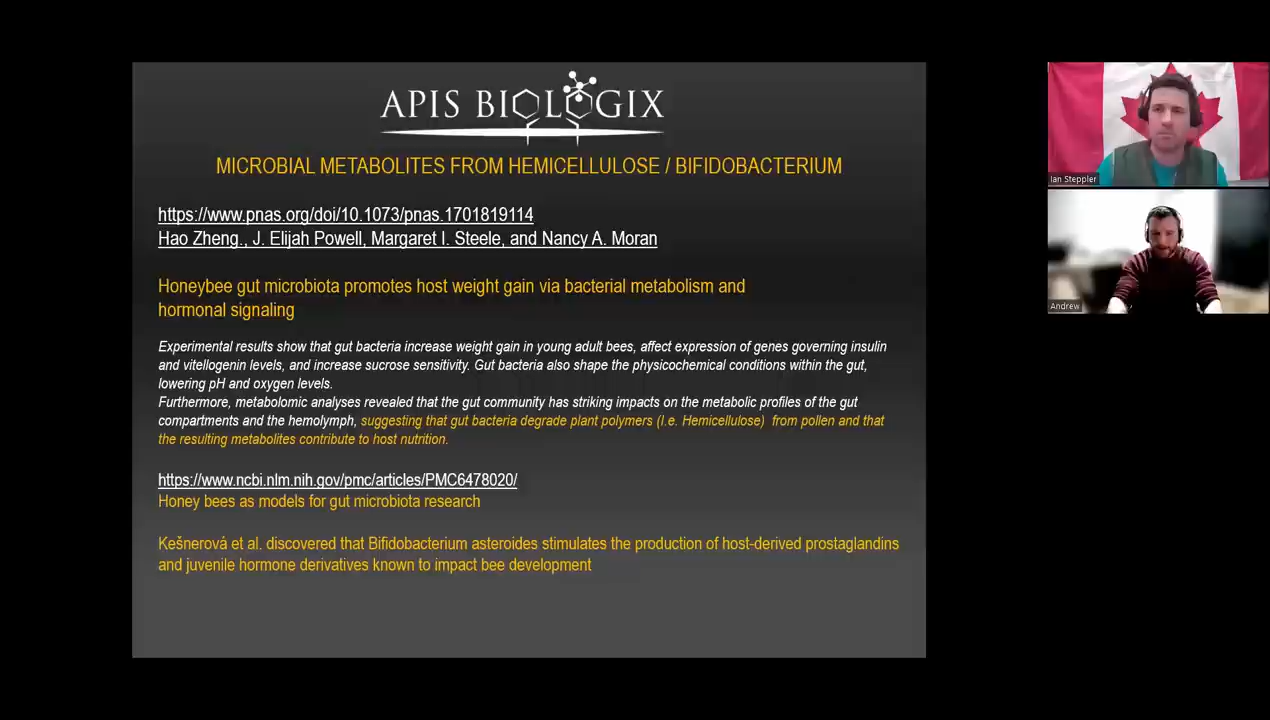 APIS BIOLOGIX
MICROBIAL METABOLITES FROM HEMICELLULOSE / BIFIDOBACTERIUM
https://www.pnas.org/doi/10.1073/pnas.1701819114
Hao Zheng., J. Elijah Powell, Margaret I. Steele, and Nancy A. Moran
Honeybee gut microbiota promotes host weight gain via bacterial metabolism and
hormonal signaling
Experimental results show that gut bacteria increase weight gain in young adult bees, affect expression of genes governing insulin
and vitellogenin levels, and increase sucrose sensitivity. Gut bacteria also shape the physicochemical conditions within the gut,
lowering pH and oxygen levels.
Furthermore, metabolomic analyses revealed that the gut community has striking impacts on the metabolic profiles of the gut
compartments and the hemolymph, suggesting that gut bacteria degrade plant polymers (I.e. Hemicellulose) from pollen and that
the resulting metabolites contribute to host nutrition.
https://www.ncbi.nlm.nih.gov/pmc/articles/PMC6478020/
Honey bees as models for gut microbiota research
Kešnerová et al. discovered that Bifidobacterium asteroides stimulates the production of host-derived prostaglandins
and juvenile hormone derivatives known to impact bee development
Ian Steppler
Andrew